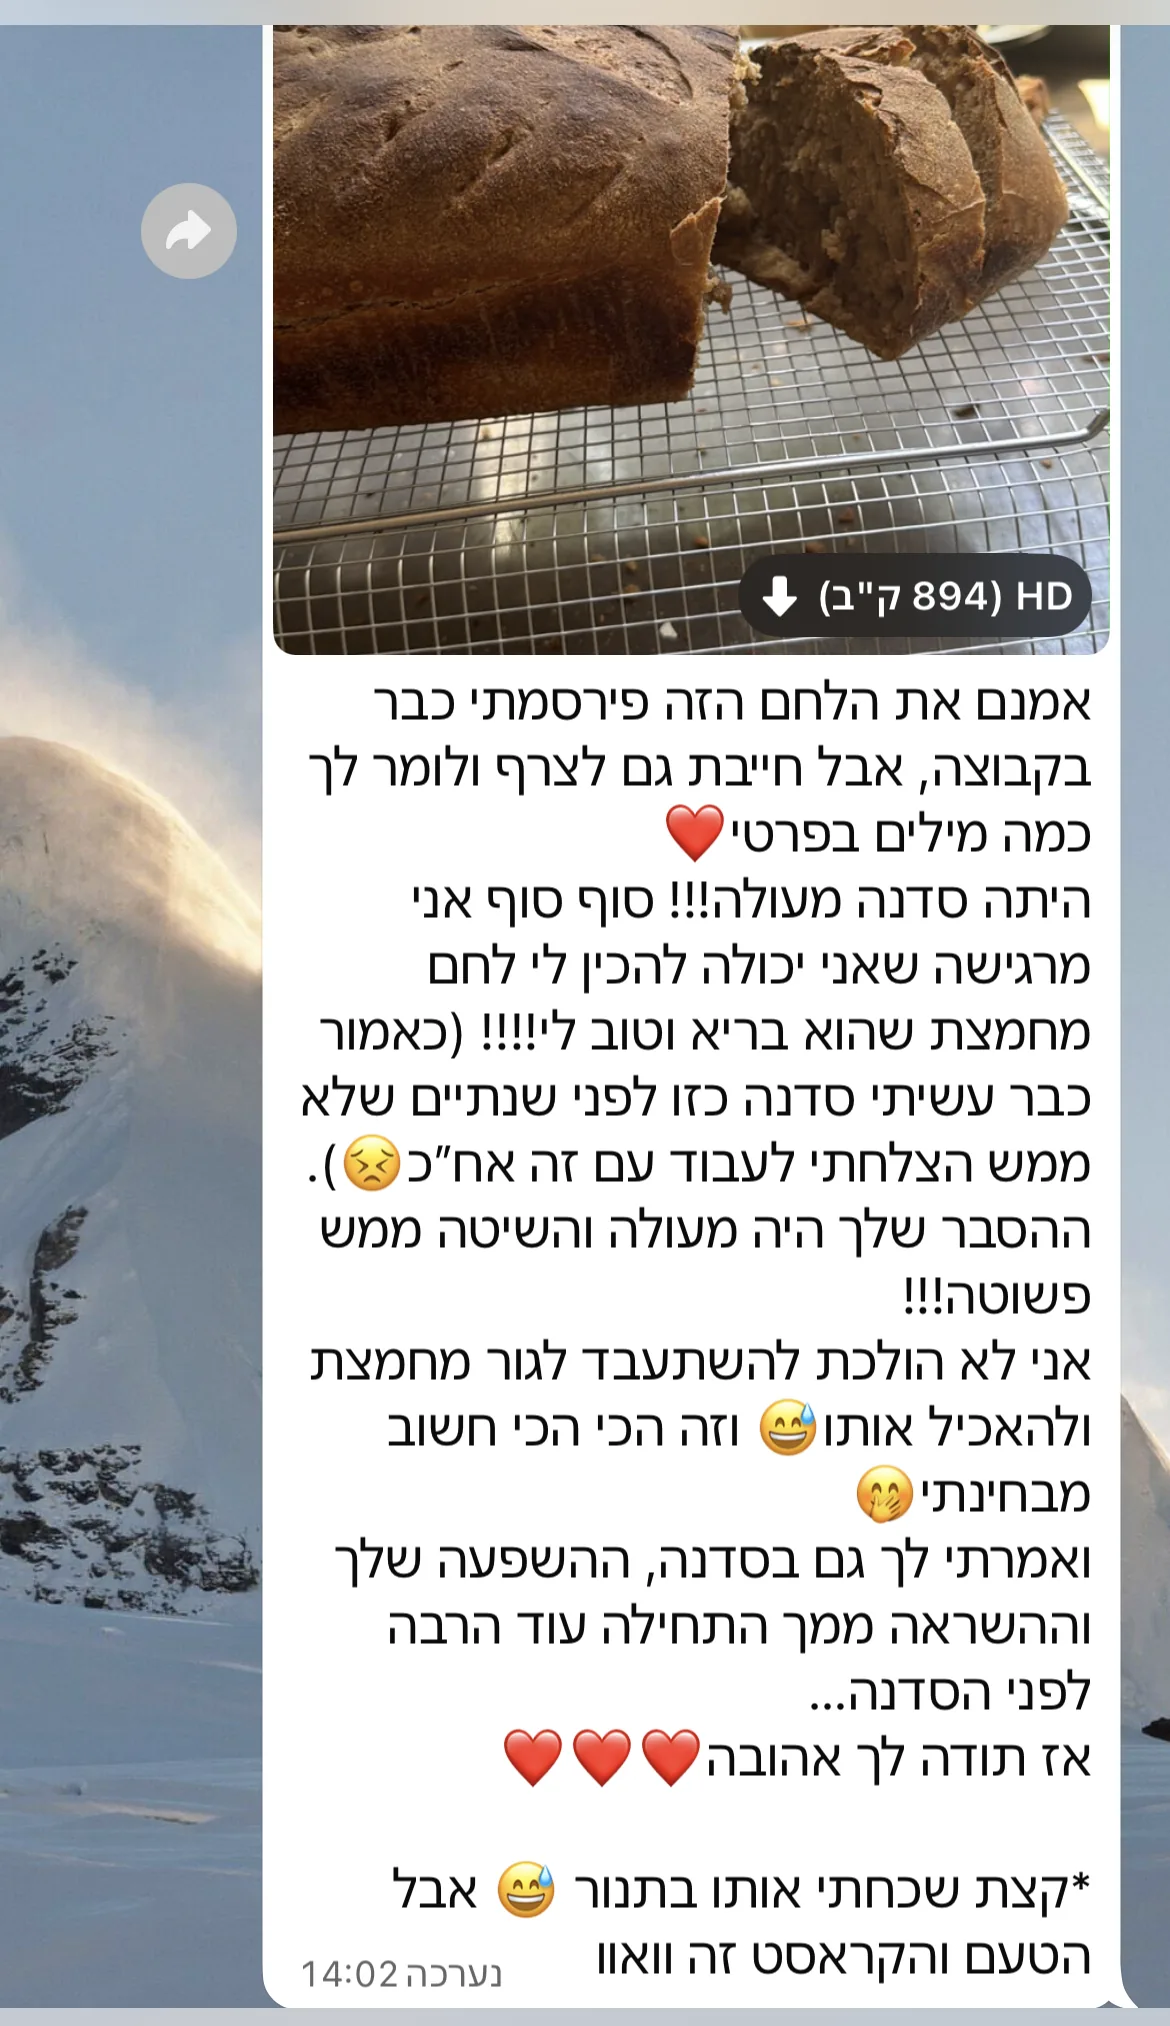 HD (894 ק"ב)
אמנם את הלחם הזה פירסמתי כבר
בקבוצה, אבל חייבת גם לצרף ולומר לך
כמה מילים בפרטי❤️
היתה סדנה מעולה!!! סוף סוף אני
מרגישה שאני יכולה להכין לי לחם
מחמצת שהוא בריא וטוב לי!!!! (כאמור
כבר עשיתי סדנה כזו לפני שנתיים שלא
ממש הצלחתי לעבוד עם זה אח״כ😣).
ההסבר שלך היה מעולה והשיטה ממש
פשוטה!!!
אני לא הולכת להשתעבד לגור מחמצת
ולהאכיל אותו😅 וזה הכי הכי חשוב
מבחינתי🤭
ואמרתי לך גם בסדנה, ההשפעה שלך
וההשראה ממך התחילה עוד הרבה
לפני הסדנה...
אז תודה לך אהובה❤️❤️❤️
*קצת שכחתי אותו בתנור 😅 אבל
הטעם והקראסט זה וואוו
נערכה 14:02